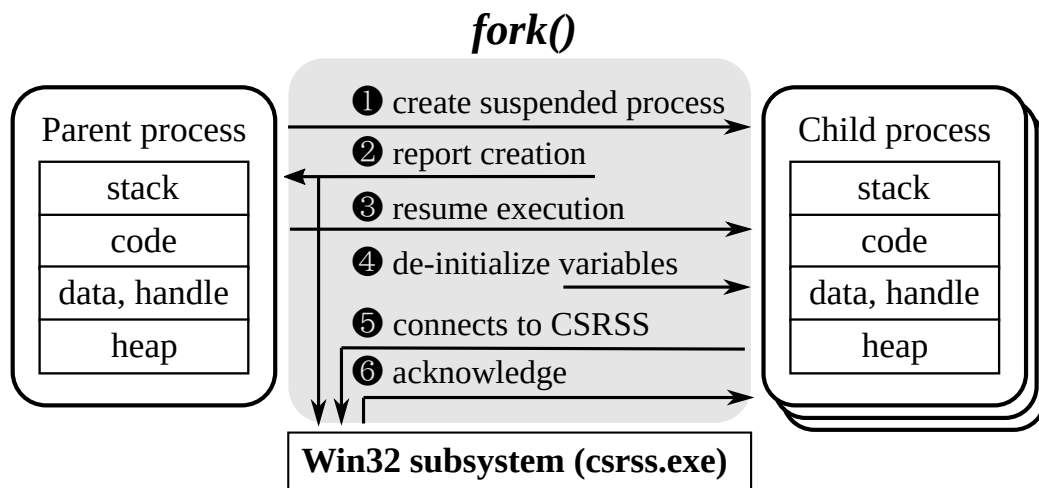 fork()
Parent process
stack
code
data, handle
heap
❶ create suspended process
❷ report creation
❸ resume execution
❹ de-initialize variables
❺ connects to CSRSS
❻ acknowledge
Child process
stack
code
data, handle
heap
Win32 subsystem (csrss.exe)